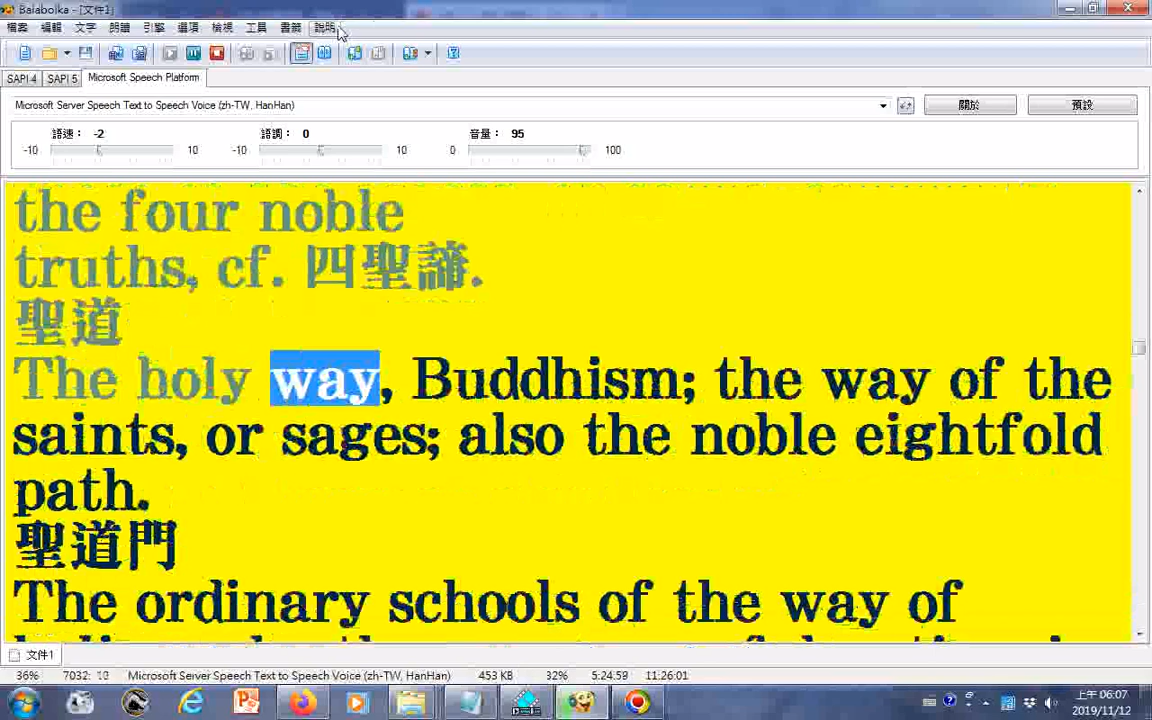 Balabolka - [文件1]
檔案 編輯 文字 朗讀 引擎 選項 檢視 工具 書籤 說明
SAPI 4 SAPI 5 Microsoft Speech Platform
Microsoft Server Speech Text to Speech Voice (zh-TW, HanHan) 關於 預設
語速： -2 語調： 0 音量： 95
-10 10 -10 10 0 100
the four noble
truths, cf. 四聖諦.
聖道
The holy way, Buddhism; the way of the
saints, or sages; also the noble eightfold
path.
聖道門
The ordinary schools of the way of
文件1
36% 7032: 10 Microsoft Server Speech Text to Speech Voice (zh-TW, HanHan) 453 KB 32% 5:24:59 11:26:01
上午 06:07
2019/11/12